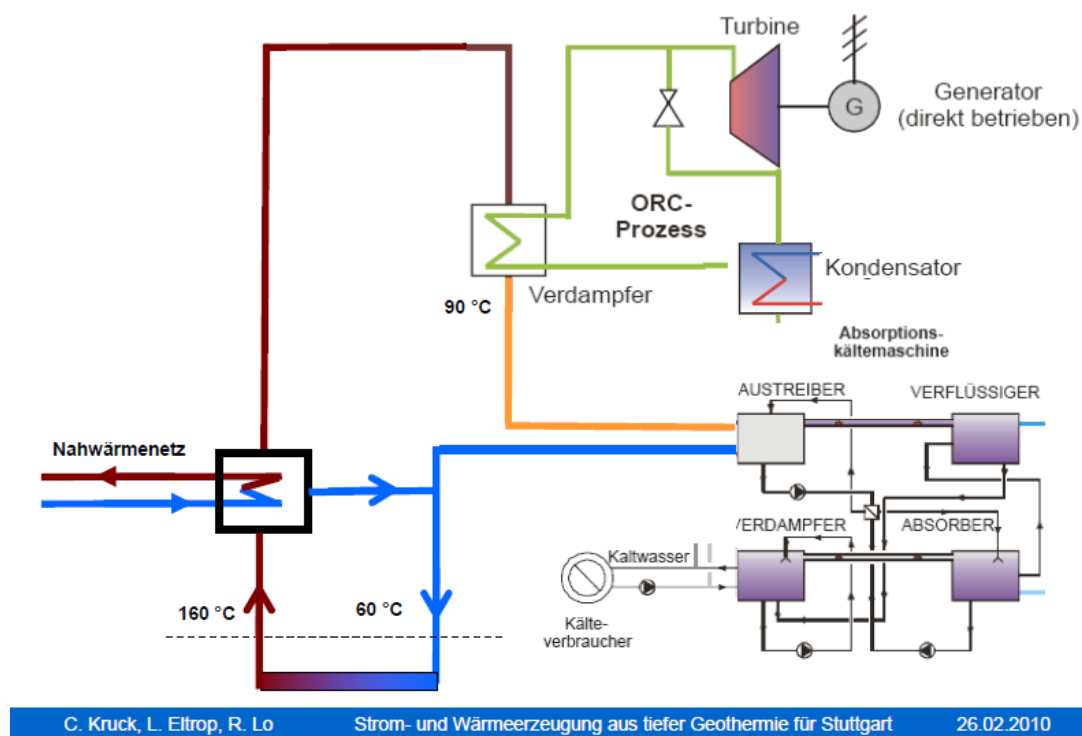 Turbine
G
Generator
(direkt betrieben)
ORC-
Prozess
Kondensator
Verdampfer
90 °C
Absorptions-
kältemaschine
AUSTREIBER
VERFLÜSSIGER
Nahwärmenetz
VERDAMPFER
ABSORBER
Kaltwasser
160 °C
60 °C
Kälte-
verbraucher
C. Kruck, L. Eltrop, R. Lo
Strom- und Wärmeerzeugung aus tiefer Geothermie für Stuttgart
26.02.2010